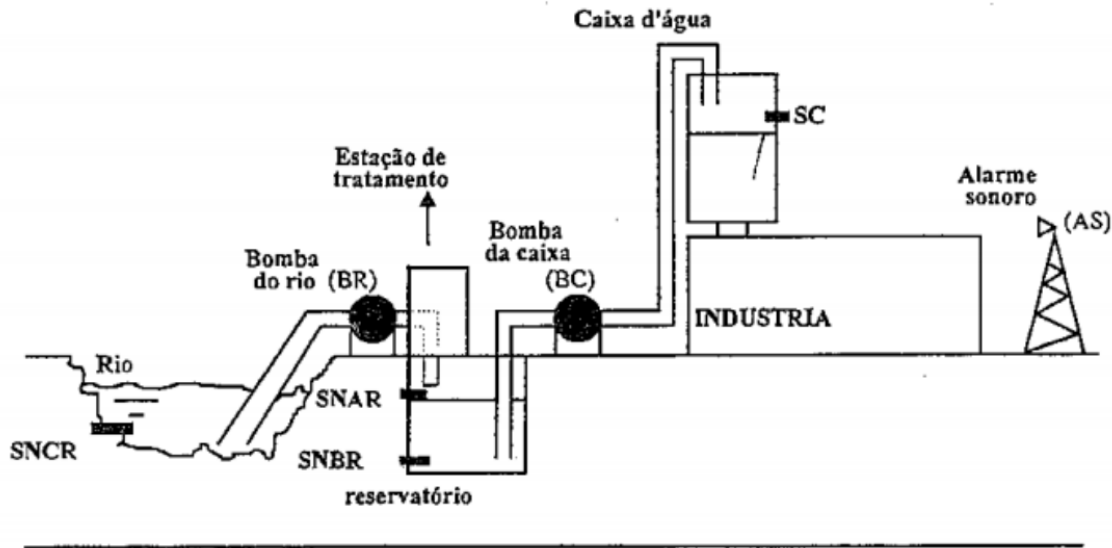 Caixa d'água
SC
Estação de
tratamento
Alarme
sonoro
(AS)
Bomba
do rio (BR)
Bomba
da caixa
(BC)
INDUSTRIA
Rio
SNAR
SNCR
SNBR
reservatório